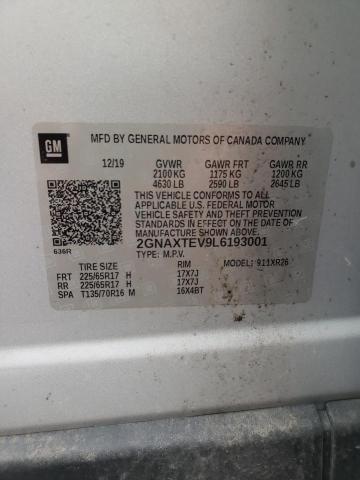 GM
MFD BY GENERAL MOTORS OF CANADA COMPANY
12/19 GVWR GAWR FRT GAWR RR
2100 KG 1175 KG 1200 KG
4630 LB 2590 LB 2645 LB
THIS VEHICLE CONFORMS TO ALL
APPLICABLE U.S. FEDERAL MOTOR
VEHICLE SAFETY AND THEFT PREVENTION
STANDARDS IN EFFECT ON THE DATE OF
MANUFACTURE SHOWN ABOVE.
636R
2GNAXTEV9L6193001
TYPE: M.P.V. MODEL: 911XR26
TIRE SIZE RIM
FRT 225/65R17 H 17X7J
RR 225/65R17 H 17X7J
SPA T135/70R16 M 16X4BT